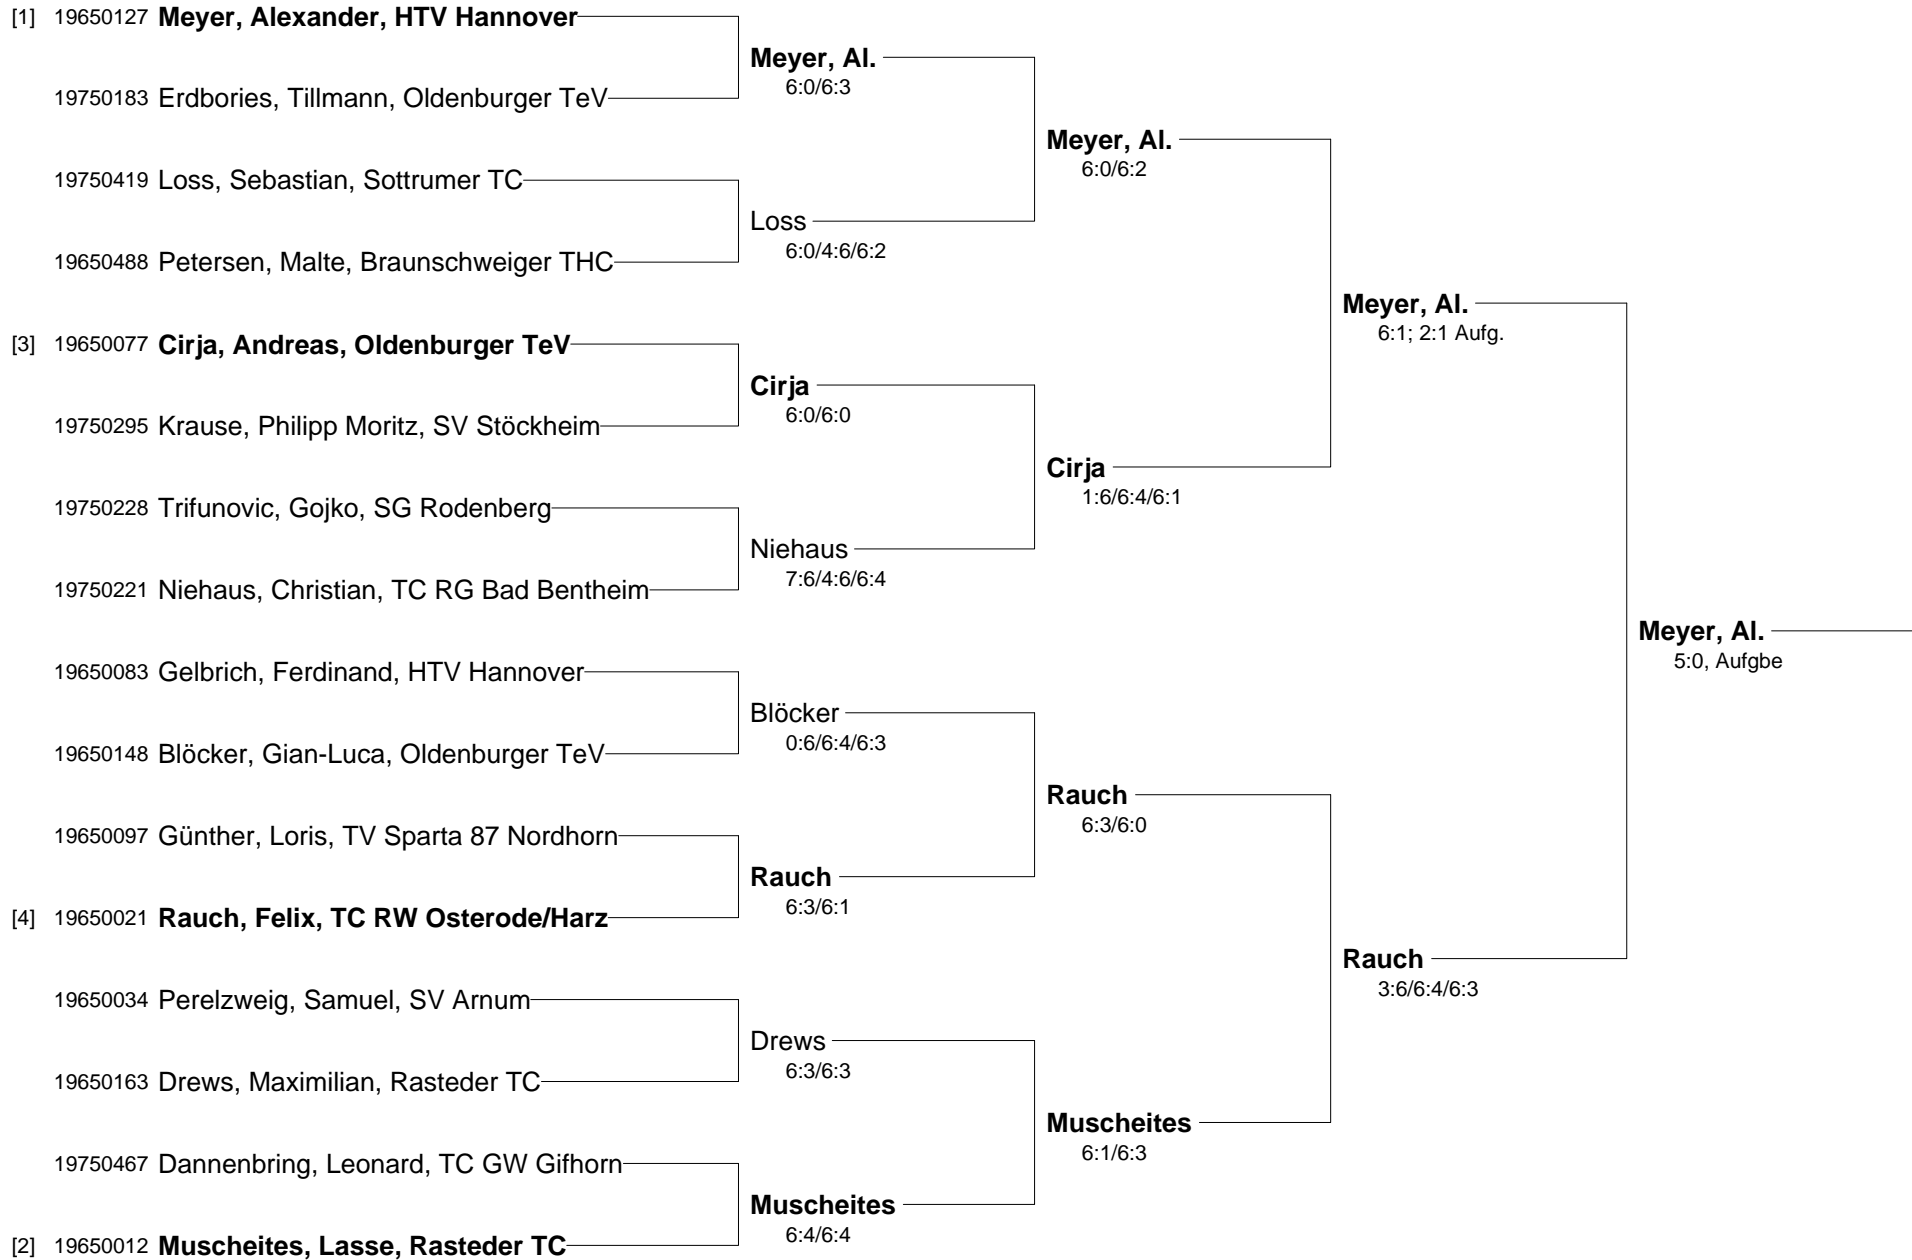 [1] 19650127 Meyer, Alexander, HTV Hannover
19750183 Erdbories, Tillmann, Oldenburger TeV
19750419 Loss, Sebastian, Sottrumer TC
19650488 Petersen, Malte, Braunschweiger THC
[3] 19650077 Cirja, Andreas, Oldenburger TeV
19750295 Krause, Philipp Moritz, SV Stöckheim
19750228 Trifunovic, Gojko, SG Rodenberg
19750221 Niehaus, Christian, TC RG Bad Bentheim
19650083 Gelbrich, Ferdinand, HTV Hannover
19650148 Blöcker, Gian-Luca, Oldenburger TeV
19650097 Günther, Loris, TV Sparta 87 Nordhorn
[4] 19650021 Rauch, Felix, TC RW Osterode/Harz
19650034 Perelzweig, Samuel, SV Arnum
19650163 Drews, Maximilian, Rasteder TC
19750467 Dannenbring, Leonard, TC GW Gifhorn
[2] 19650012 Muscheites, Lasse, Rasteder TC
Meyer, Al.
6:0/6:3
Loss
6:0/4:6/6:2
Cirja
6:0/6:0
Niehaus
7:6/4:6/6:4
Blöcker
0:6/6:4/6:3
Rauch
6:3/6:1
Drews
6:3/6:3
Muscheites
6:4/6:4
Meyer, Al.
6:0/6:2
Cirja
1:6/6:4/6:1
Rauch
6:3/6:0
Muscheites
6:1/6:3
Meyer, Al.
6:1; 2:1 Aufg.
Rauch
3:6/6:4/6:3
Meyer, Al.
5:0, Aufgbe